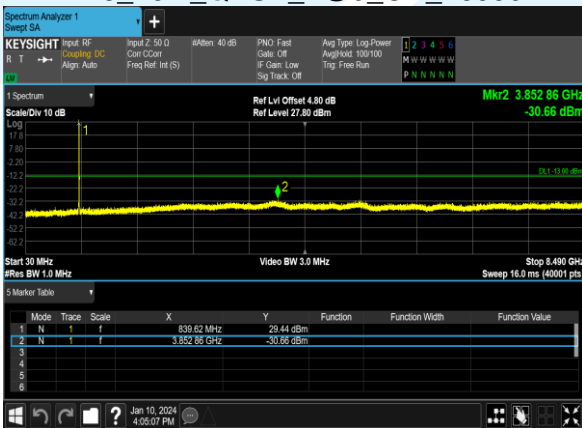 Spectrum Analyzer 1
Swept SA
+
KEYSIGHT Input: RF Input Z: 50 Ω #Atten: 40 dB PNO: Fast Avg Type: Log-Power 1 2 3 4 5 6
R T Coupling: DC Corr CCorr Gate: Off Avg|Hold: 100/100 M W W W W W
Align: Auto Freq Ref: Int (S) IF Gain: Low Trig: Free Run
Sig Track: Off P N N N N N
LW
1 Spectrum Ref Lvl Offset 4.80 dB Mkr2 3.852 86 GHz
Scale/Div 10 dB Ref Level 27.80 dBm -30.66 dBm
Log
17.8
7.80
-2.20
-12.2
-22.2
-32.2
-42.2
-52.2
-62.2
1
2
DL1 -13.00 dBm
Start 30 MHz Video BW 3.0 MHz Stop 8.490 GHz
#Res BW 1.0 MHz Sweep 16.0 ms (40001 pts
5 Marker Table
Mode Trace Scale X Y Function Function Width Function Value
1 N 1 f 839.62 MHz 29.44 dBm
2 N 1 f 3.852 86 GHz -30.66 dBm
3
4
5
6
? Jan 10, 2024
4:05:07 PM